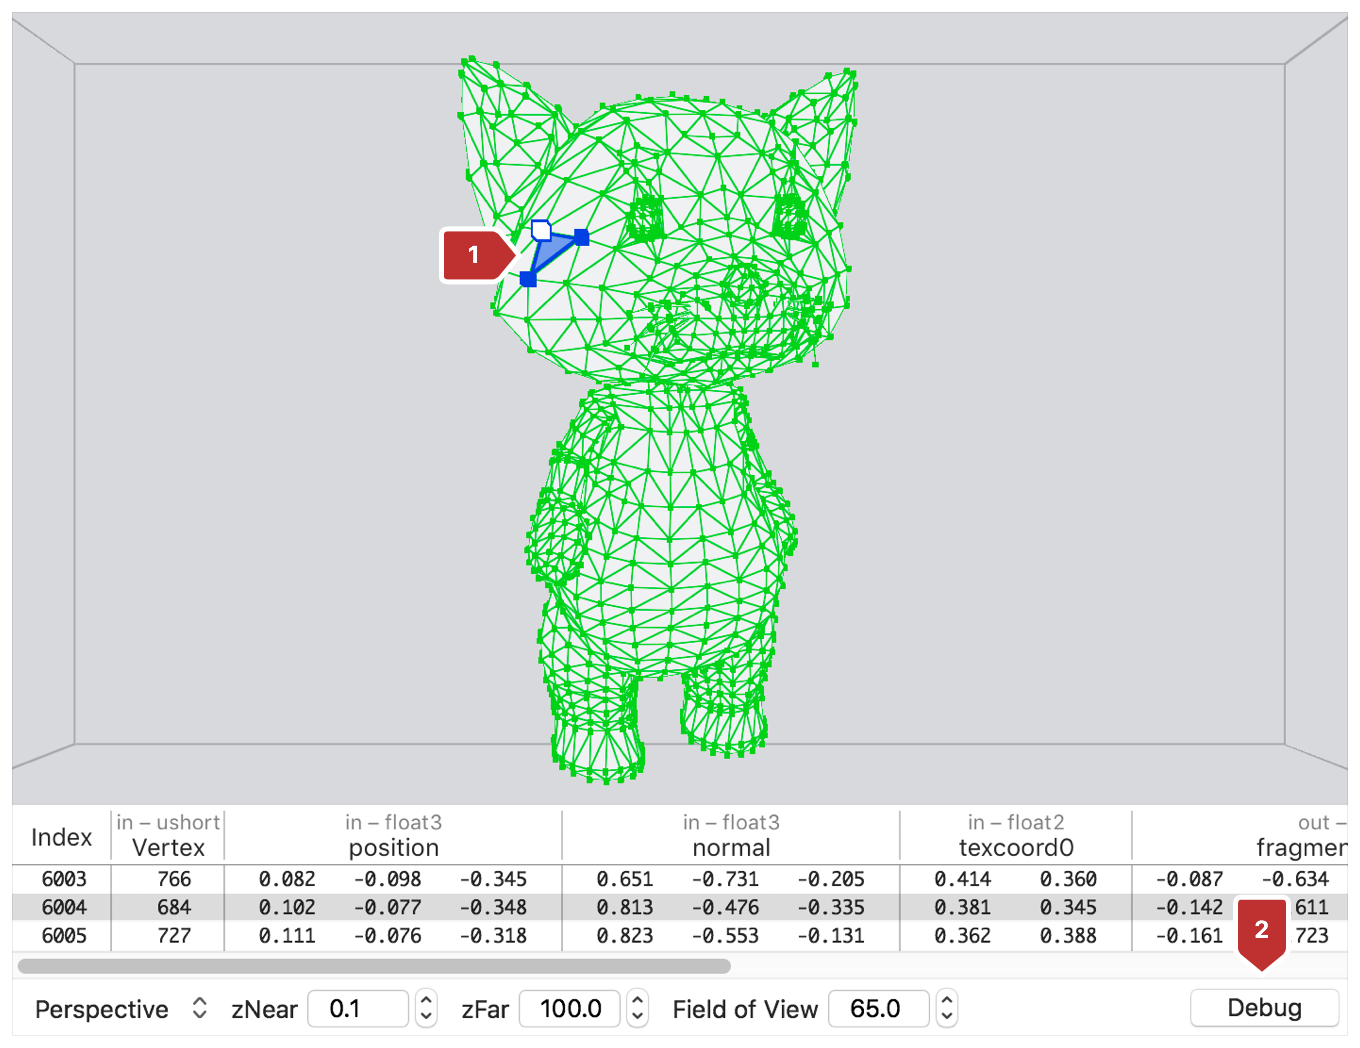 1
in – ushort in – float3 in – float3 in – float2 out –
Index Vertex position normal texcoord0 fragmen
6003 766 0.082 -0.098 -0.345 0.651 -0.731 -0.205 0.414 0.360 -0.087 -0.634
6004 684 0.102 -0.077 -0.348 0.813 -0.476 -0.335 0.381 0.345 -0.142 611
6005 727 0.111 -0.076 -0.318 0.823 -0.553 -0.131 0.362 0.388 -0.161 723
2
Perspective zNear 0.1 zFar 100.0 Field of View 65.0 Debug